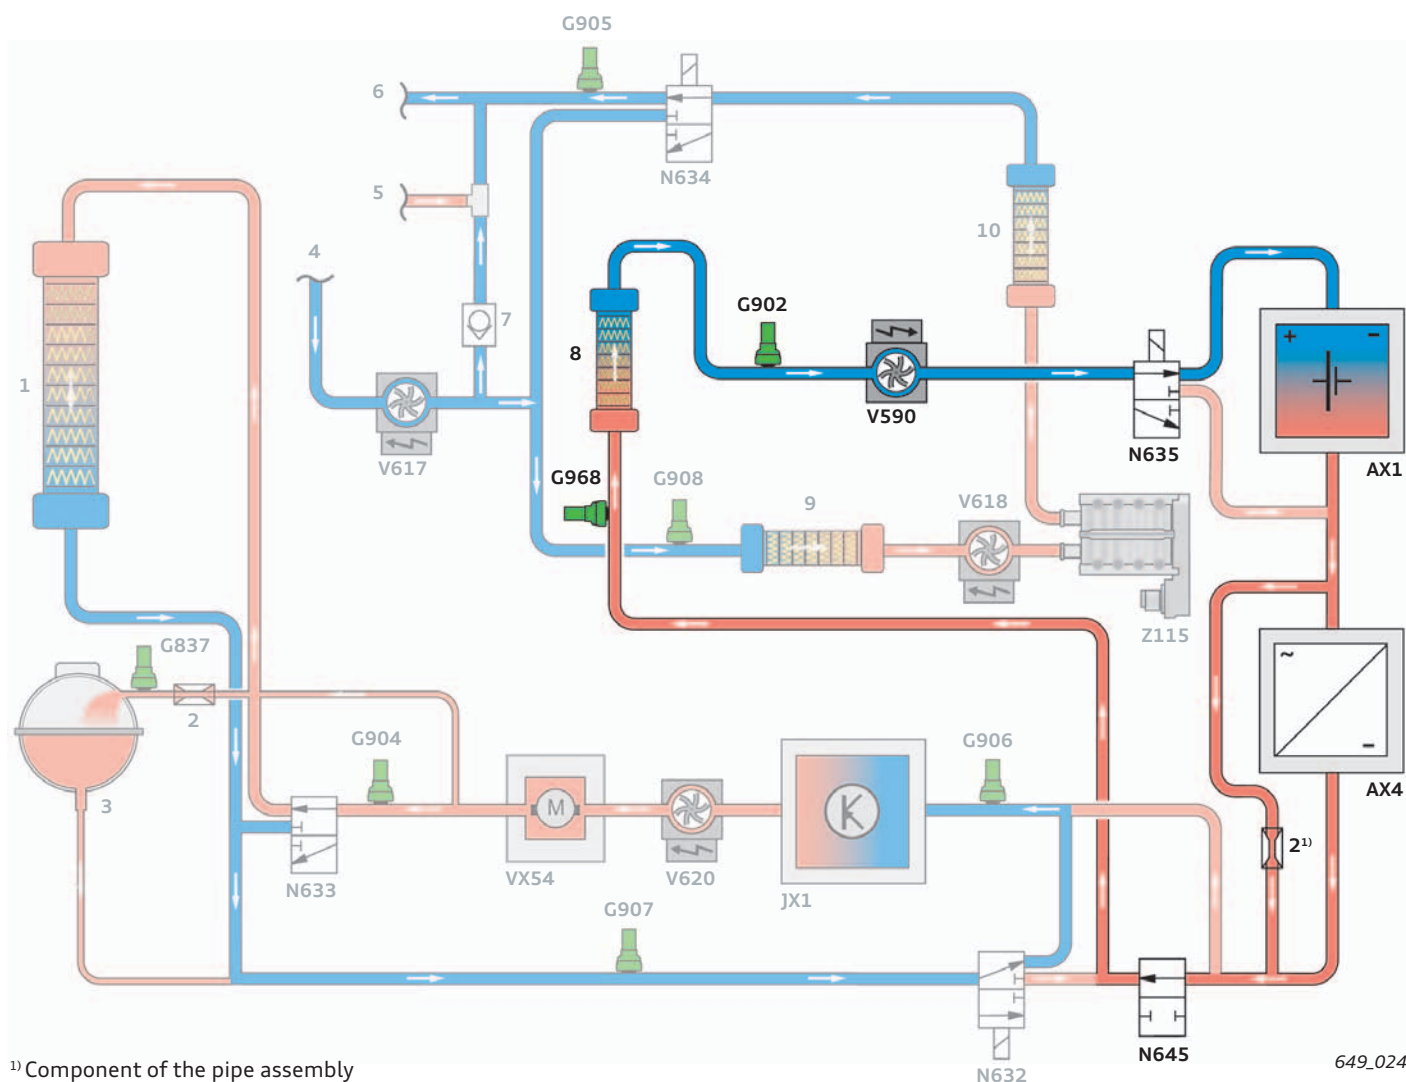 G905
6
N634
5
10
4
G902
7
8
1
V590
V617
+ -
N635
AX1
G968
G908
9
V618
Z115
G837
2
~
-
G904
G906
AX4
3
M
2¹⁾
N633
VX54
V620
JX1
G907
N645
N632
¹⁾ Component of the pipe assembly
649_024